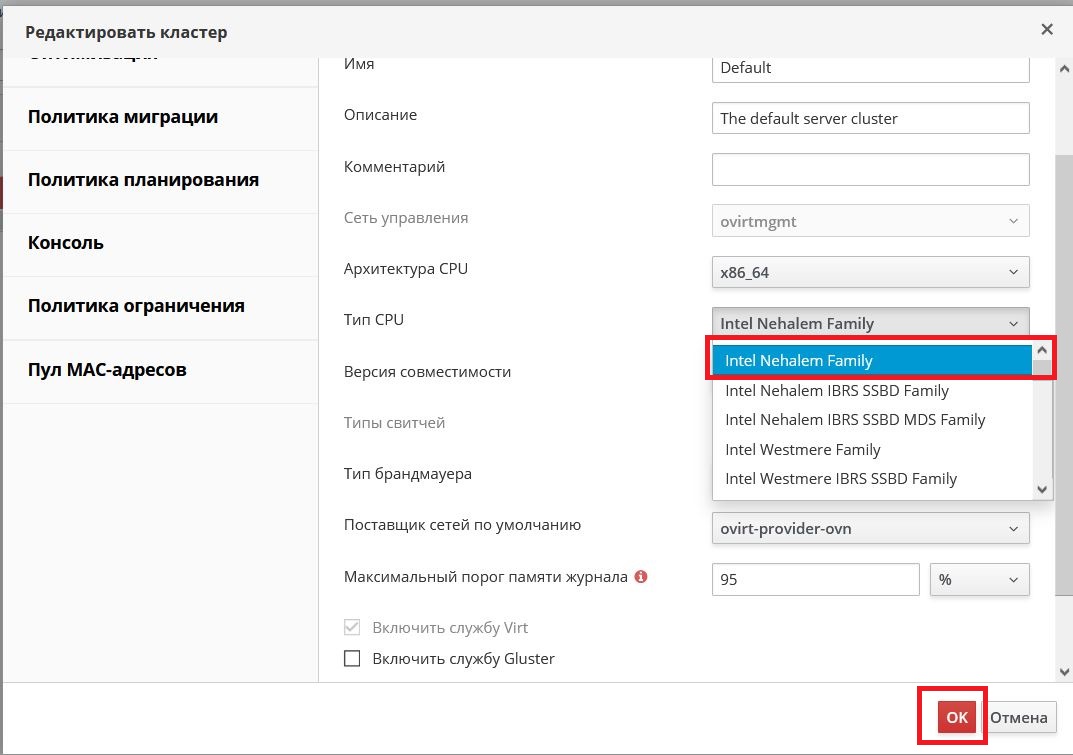 Редактировать кластер
Политика миграции
Политика планирования
Консоль
Политика ограничения
Пул MAC-адресов
Имя
Default
Описание
The default server cluster
Комментарий
Сеть управления
ovirtmgmt
Архитектура CPU
x86_64
Тип CPU
Intel Nehalem Family
Intel Nehalem Family
Intel Nehalem IBRS SSBD Family
Intel Nehalem IBRS SSBD MDS Family
Intel Westmere Family
Intel Westmere IBRS SSBD Family
Версия совместимости
Типы свитчей
Тип брандмауера
Поставщик сетей по умолчанию
ovirt-provider-ovn
Максимальный порог памяти журнала
95
%
Включить службу Virt
Включить службу Gluster
OK
Отмена